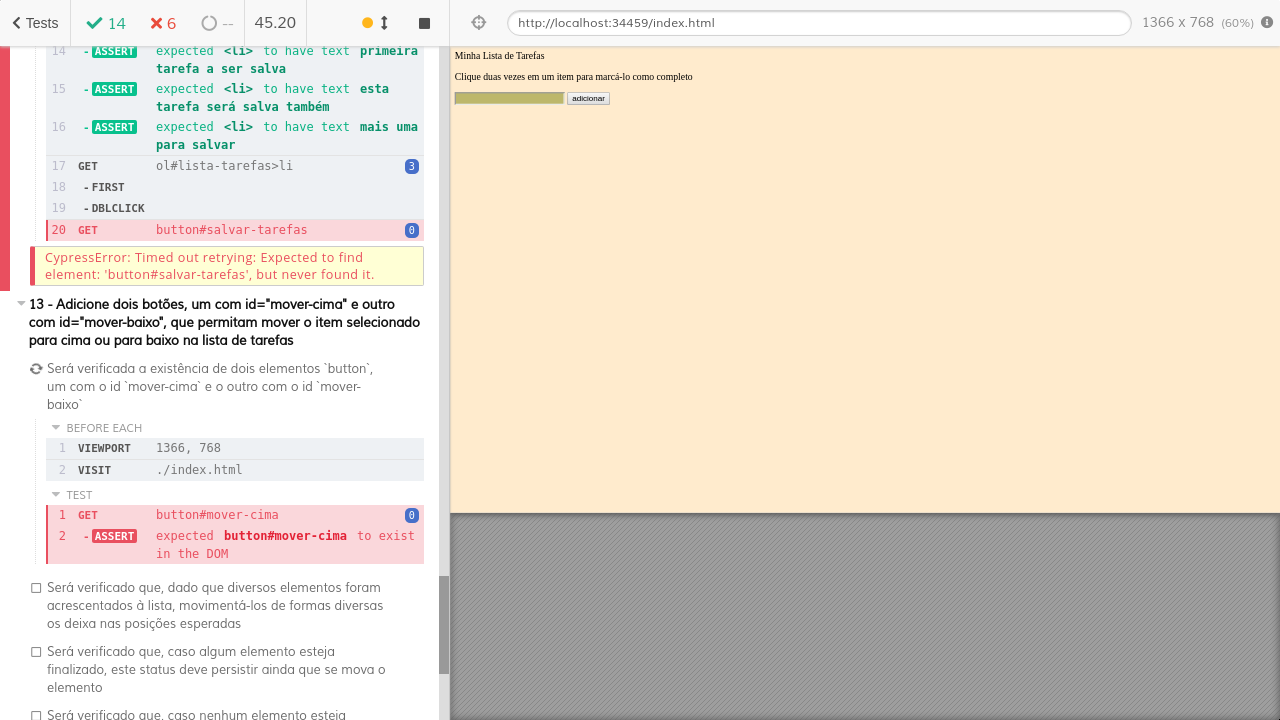 Tests 14 6 -- 45.20 http://localhost:34459/index.html 1366 x 768 (60%)
14 -ASSERT expected <li> to have text primeira
tarefa a ser salva
15 -ASSERT expected <li> to have text esta
tarefa será salva também
16 -ASSERT expected <li> to have text mais uma
para salvar
17 GET ol#lista-tarefas>li 3
18 -FIRST
19 -DBLCLICK
20 GET button#salvar-tarefas 0
CypressError: Timed out retrying: Expected to find
element: 'button#salvar-tarefas', but never found it.
13 - Adicione dois botões, um com id="mover-cima" e outro
com id="mover-baixo", que permitam mover o item selecionado
para cima ou para baixo na lista de tarefas
Será verificada a existência de dois elementos `button`,
um com o id `mover-cima` e o outro com o id `mover-
baixo`
BEFORE EACH
1 VIEWPORT 1366, 768
2 VISIT ./index.html
TEST
1 GET button#mover-cima 0
2 -ASSERT expected button#mover-cima to exist
in the DOM
Será verificado que, dado que diversos elementos foram
acrescentados à lista, movimentá-los de formas diversas
os deixa nas posições esperadas
Será verificado que, caso algum elemento esteja
finalizado, este status deve persistir ainda que se mova o
elemento
Será verificado que, caso nenhum elemento esteja
Minha Lista de Tarefas
Clique duas vezes em um item para marcá-lo como completo
adicionar